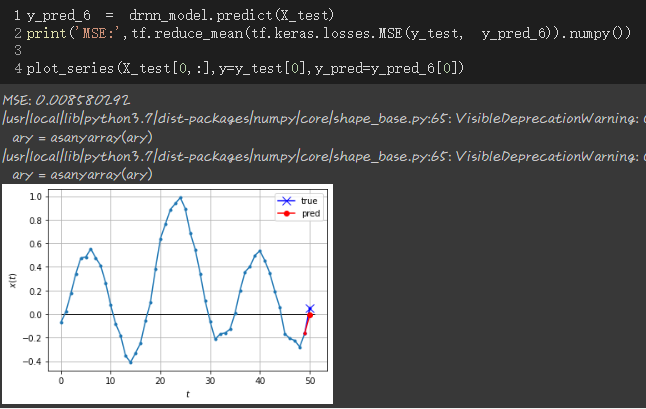 1 y_pred_6 = drnn_model.predict(X_test)
2 print('MSE:',tf.reduce_mean(tf.keras.losses.MSE(y_test, y_pred_6)).numpy())
3
4 plot_series(X_test[0,:],y=y_test[0],y_pred=y_pred_6[0])
MSE: 0.008580292
/usr/local/lib/python3.7/dist-packages/numpy/core/shape_base.py:65: VisibleDeprecationWarning:
ary = asanyarray(ary)
/usr/local/lib/python3.7/dist-packages/numpy/core/shape_base.py:65: VisibleDeprecationWarning:
ary = asanyarray(ary)
true
pred
1.0
0.8
0.6
0.4
0.2
0.0
−0.2
−0.4
x(t)
0 10 20 30 40 50
t